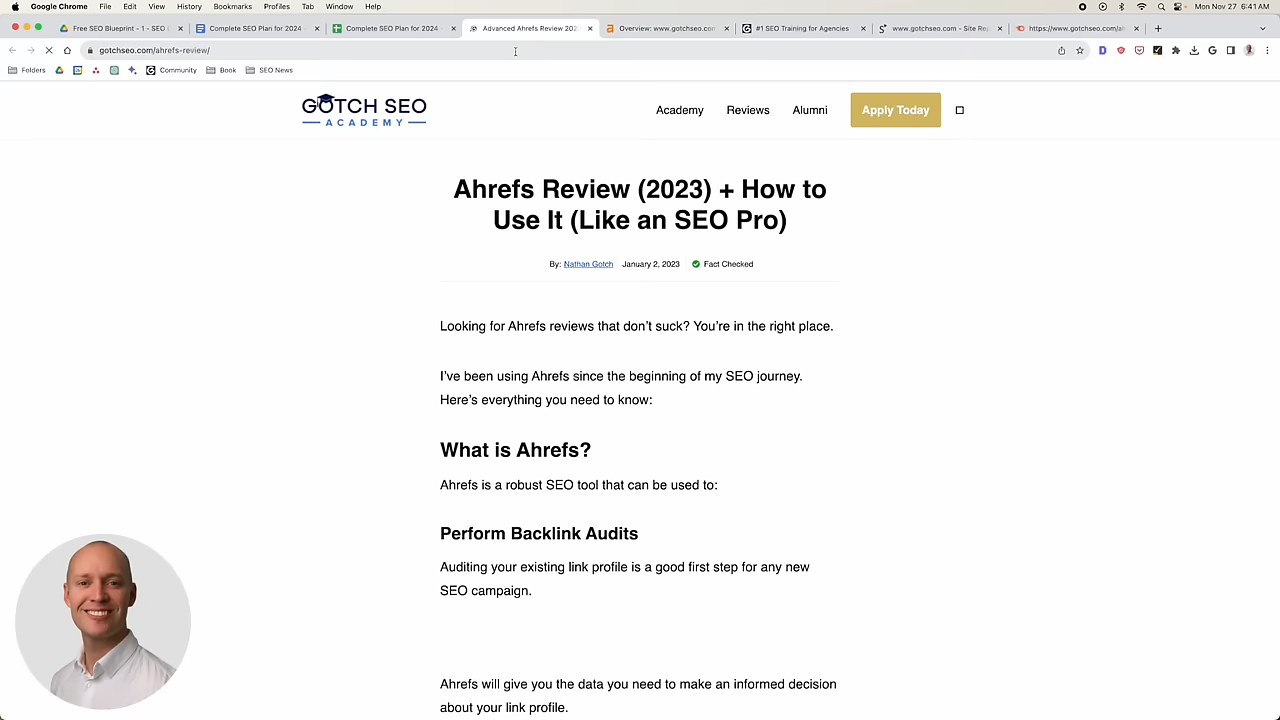 Google Chrome File Edit View History Bookmarks Profiles Tab Window Help Mon Nov 27 6:41 AM
Free SEO Blueprint - 1 - SEO Complete SEO Plan for 2024 Complete SEO Plan for 2024 - Advanced Ahrefs Review 202 Overview: www.gotchseo.com #1 SEO Training for Agencies www.gotchseo.com - Site Re https://www.gotchseo.com/a
gotchseo.com/ahrefs-review/
Folders Community Book SEO News
GOTCH SEO
ACADEMY
Academy Reviews Alumni Apply Today
Ahrefs Review (2023) + How to
Use It (Like an SEO Pro)
By: Nathan Gotch January 2, 2023 Fact Checked
Looking for Ahrefs reviews that don't suck? You're in the right place.
I've been using Ahrefs since the beginning of my SEO journey.
Here's everything you need to know:
What is Ahrefs?
Ahrefs is a robust SEO tool that can be used to:
Perform Backlink Audits
Auditing your existing link profile is a good first step for any new
SEO campaign.
Ahrefs will give you the data you need to make an informed decision
about your link profile.